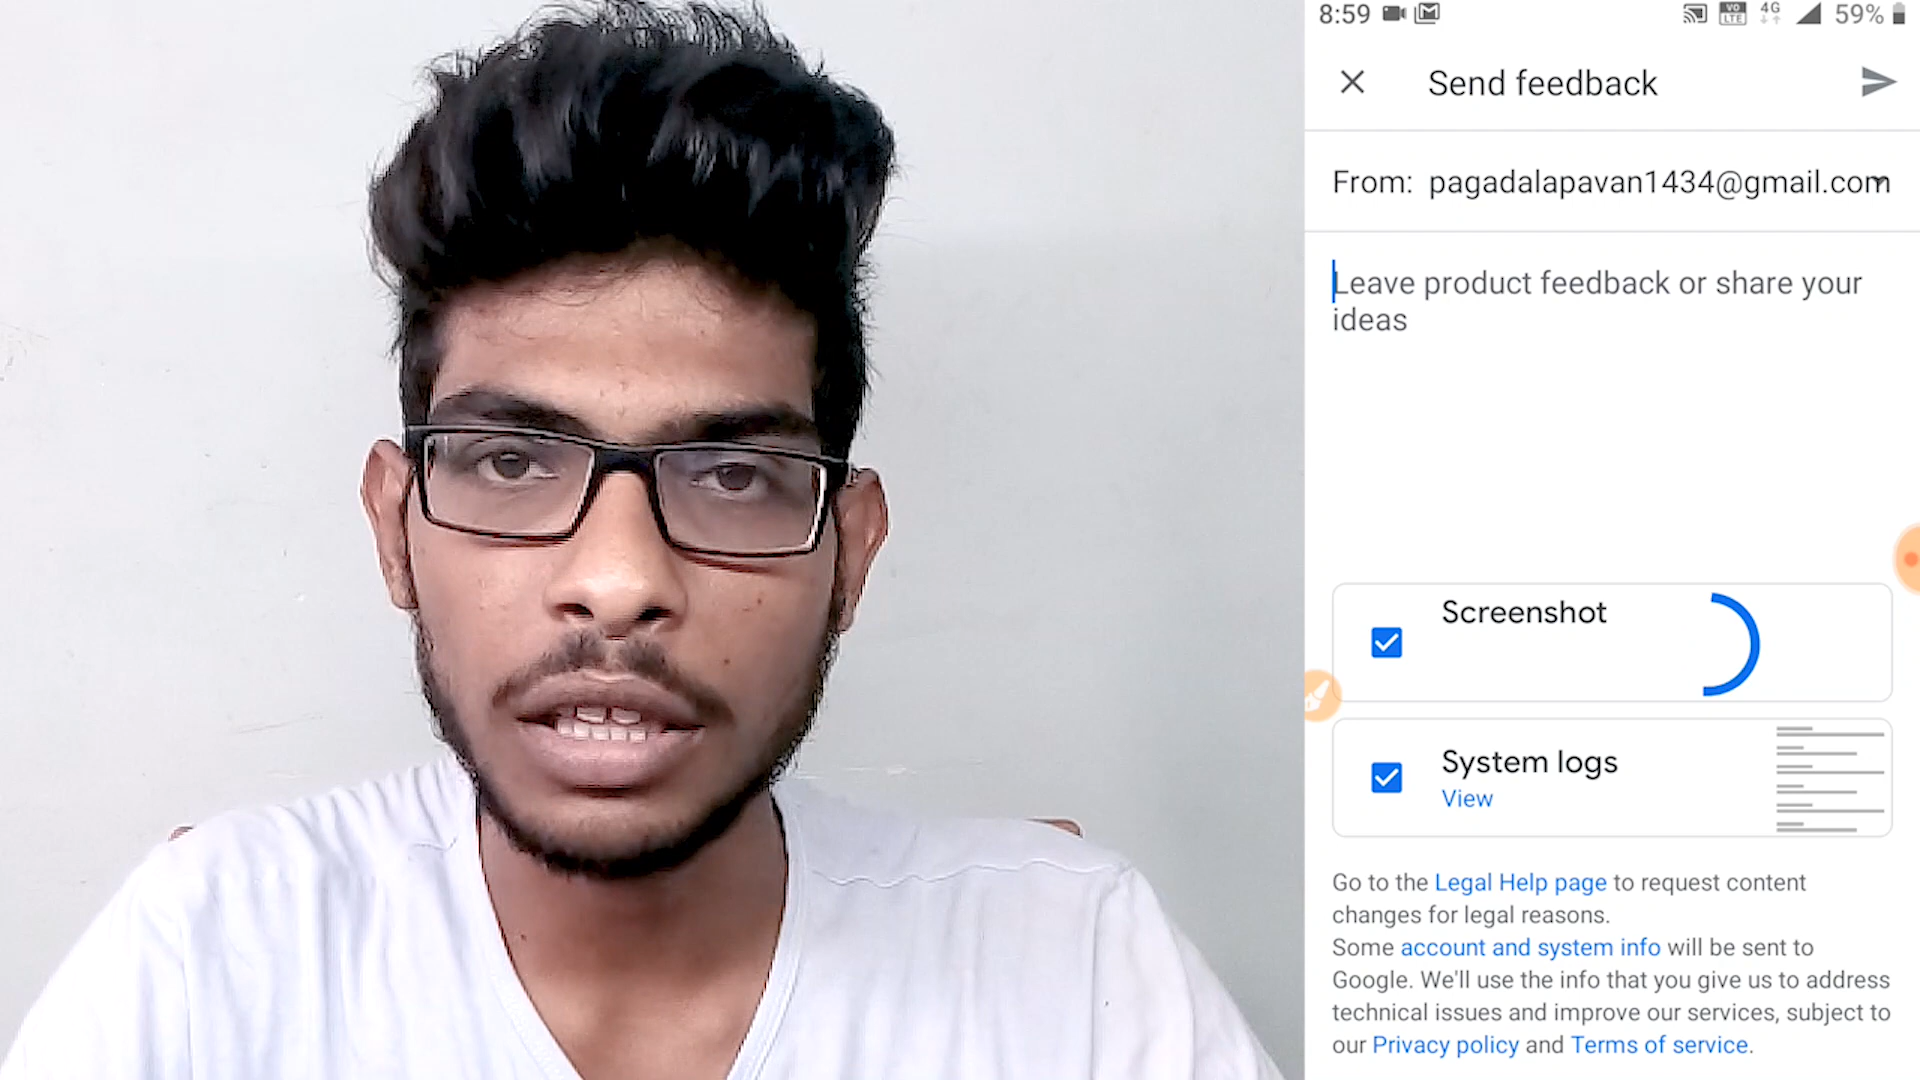 8:59
VO LTE 4G 59%
Send feedback
From: pagadalapavan1434@gmail.com
Leave product feedback or share your
ideas
Screenshot
System logs
View
Go to the Legal Help page to request content
changes for legal reasons.
Some account and system info will be sent to
Google. We'll use the info that you give us to address
technical issues and improve our services, subject to
our Privacy policy and Terms of service.